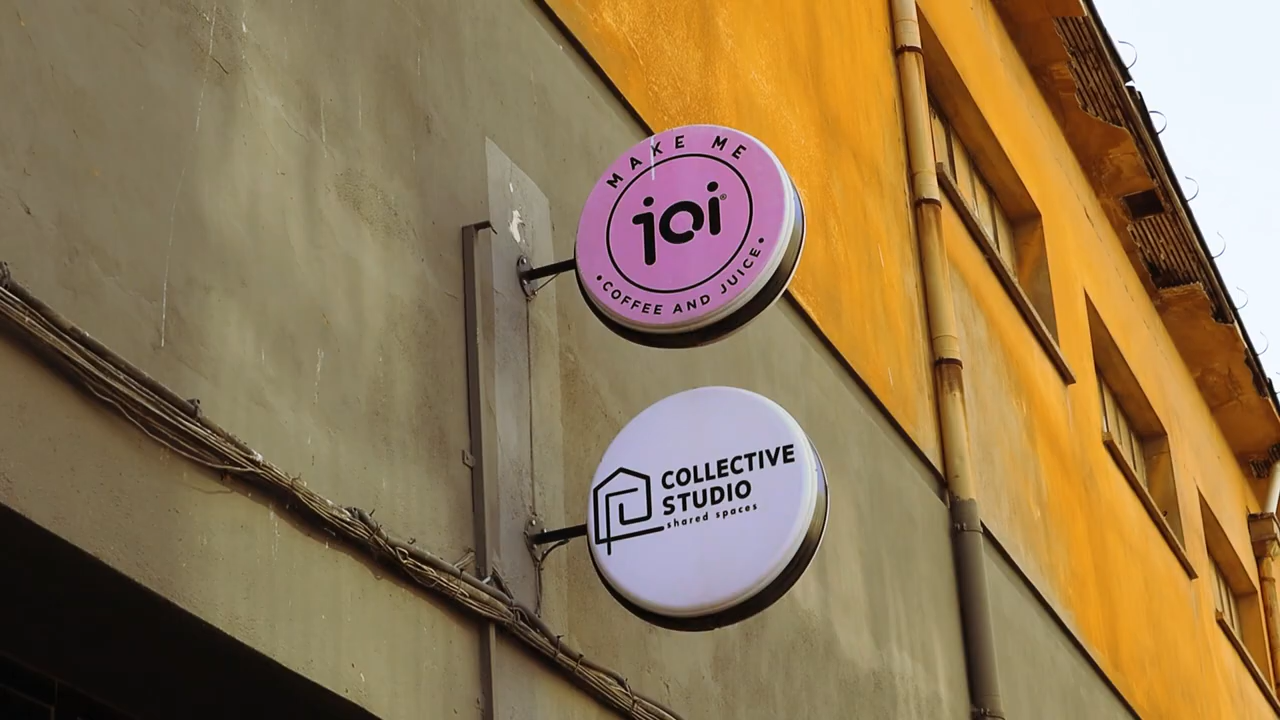 MAKE ME
joi®
•COFFEE AND JUICE•
COLLECTIVE
STUDIO
shared spaces